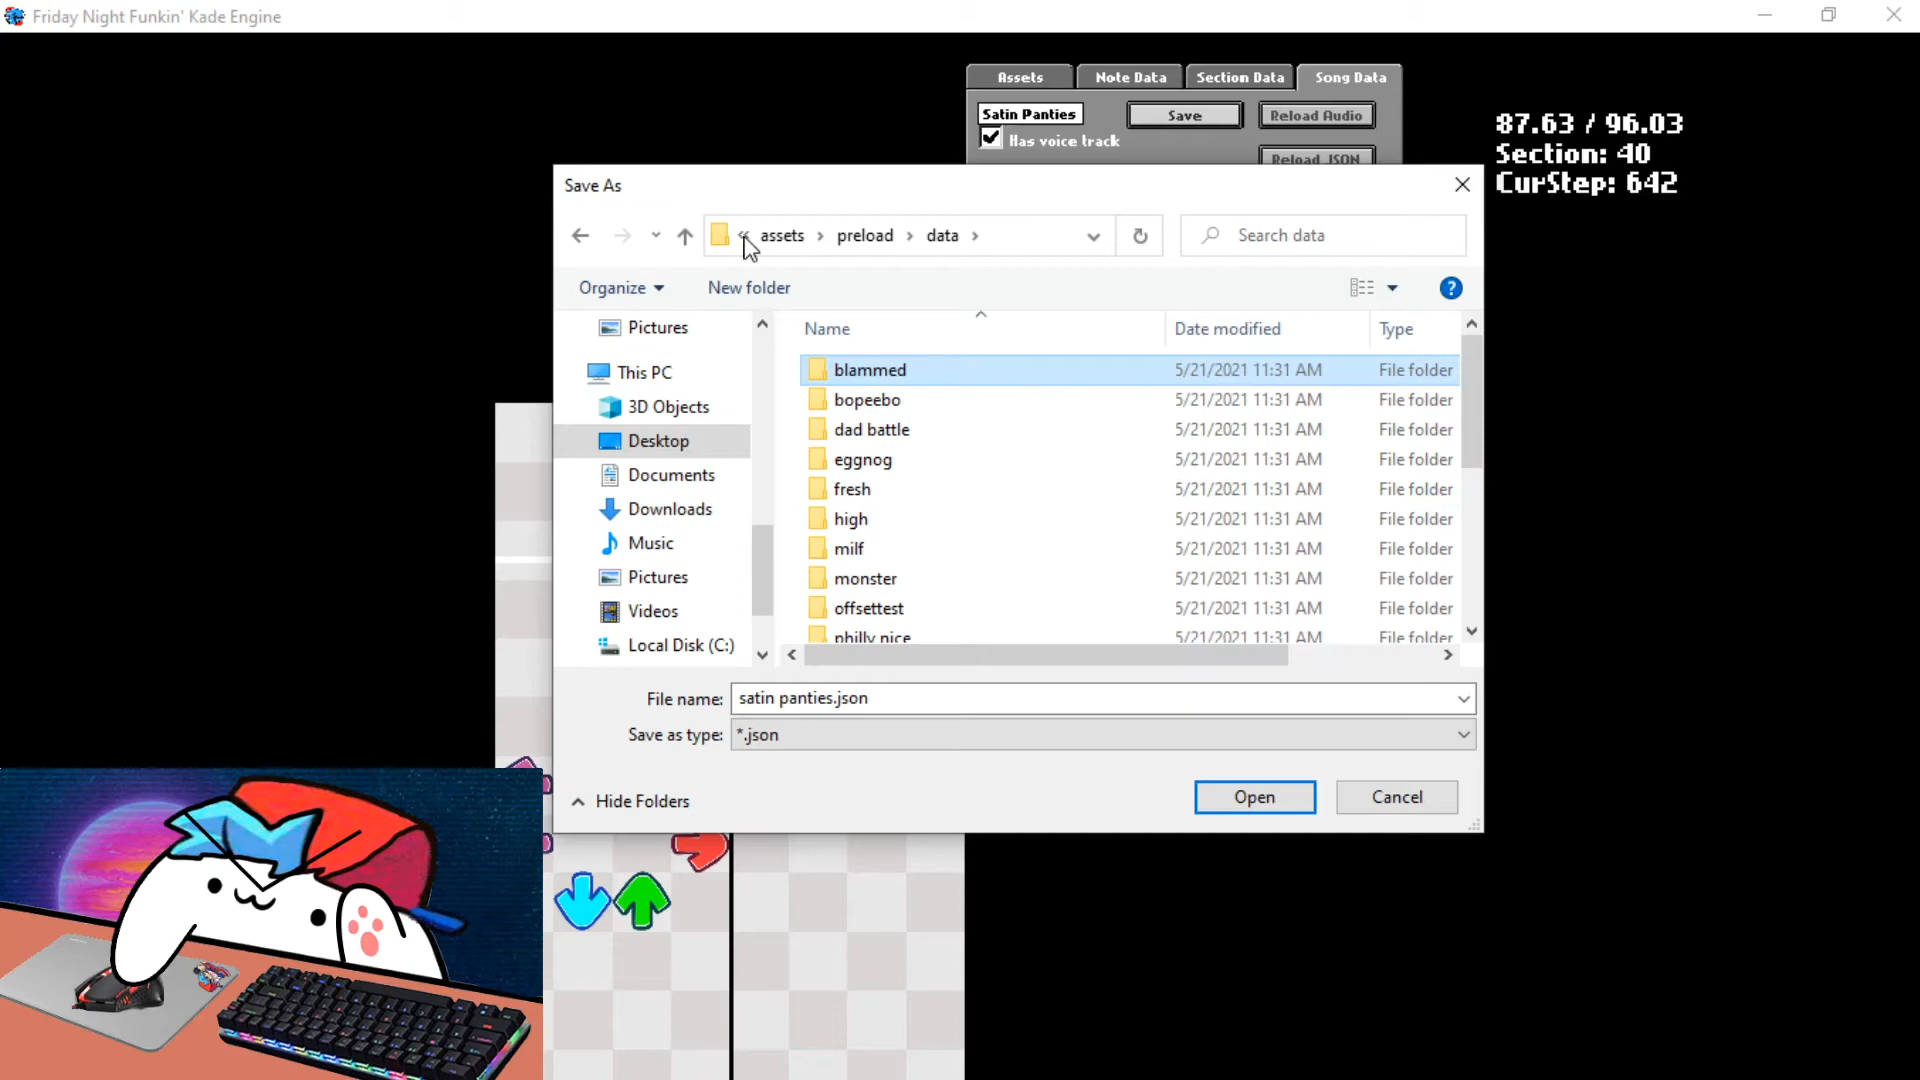 Friday Night Funkin' Kade Engine
Assets Note Data Section Data Song Data
Satin Panties Save Reload Audio
Has voice track
Reload JSON
87.63 / 96.03
Section: 40
CurStep: 642
Save As
« assets › preload › data › Search data
Organize New folder
Pictures
This PC
3D Objects
Desktop
Documents
Downloads
Music
Pictures
Videos
Local Disk (C:)
Name Date modified Type
blammed 5/21/2021 11:31 AM File folder
bopeebo 5/21/2021 11:31 AM File folder
dad battle 5/21/2021 11:31 AM File folder
eggnog 5/21/2021 11:31 AM File folder
fresh 5/21/2021 11:31 AM File folder
high 5/21/2021 11:31 AM File folder
milf 5/21/2021 11:31 AM File folder
monster 5/21/2021 11:31 AM File folder
offsettest 5/21/2021 11:31 AM File folder
philly nice 5/21/2021 11:31 AM File folder
File name: satin panties.json
Save as type: *.json
Hide Folders Open Cancel